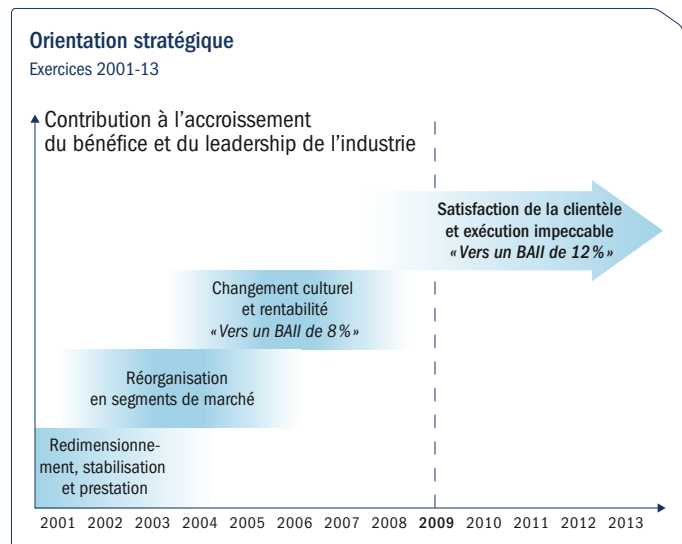 Orientation stratégique
Exercices 2001-13
Contribution à l’accroissement
du bénéfice et du leadership de l’industrie
Satisfaction de la clientèle
et exécution impeccable
«Vers un BAII de 12%»
Changement culturel
et rentabilité
«Vers un BAII de 8%»
Réorganisation
en segments de marché
Redimensionne-
ment, stabilisation
et prestation
2001 2002 2003 2004 2005 2006 2007 2008 2009 2010 2011 2012 2013